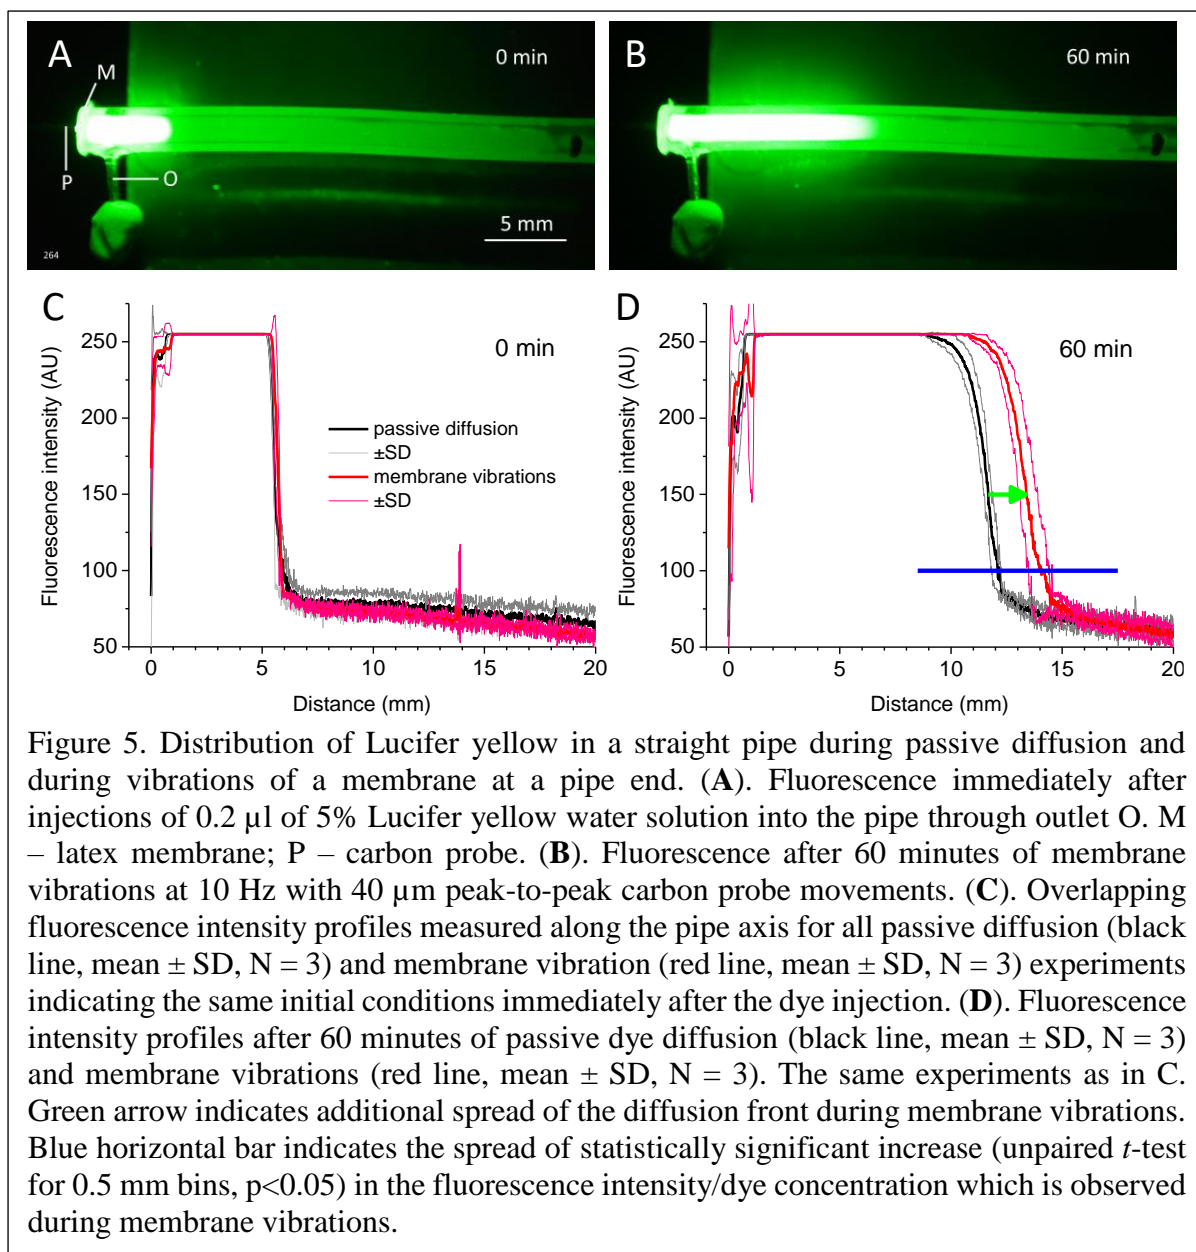 A
0 min
M
P
O
5 mm
264
B
60 min
C
0 min
250
200
150
100
50
Fluorescence intensity (AU)
passive diffusion
±SD
membrane vibrations
±SD
0
5
10
15
20
Distance (mm)
D
60 min
250
200
150
100
50
Fluorescence intensity (AU)
0
5
10
15
20
Distance (mm)
Figure 5. Distribution of Lucifer yellow in a straight pipe during passive diffusion and
during vibrations of a membrane at a pipe end. (A). Fluorescence immediately after
injections of 0.2 µl of 5% Lucifer yellow water solution into the pipe through outlet O. M
– latex membrane; P – carbon probe. (B). Fluorescence after 60 minutes of membrane
vibrations at 10 Hz with 40 µm peak-to-peak carbon probe movements. (C). Overlapping
fluorescence intensity profiles measured along the pipe axis for all passive diffusion (black
line, mean ± SD, N = 3) and membrane vibration (red line, mean ± SD, N = 3) experiments
indicating the same initial conditions immediately after the dye injection. (D). Fluorescence
intensity profiles after 60 minutes of passive dye diffusion (black line, mean ± SD, N = 3)
and membrane vibrations (red line, mean ± SD, N = 3). The same experiments as in C.
Green arrow indicates additional spread of the diffusion front during membrane vibrations.
Blue horizontal bar indicates the spread of statistically significant increase (unpaired t-test
for 0.5 mm bins, p<0.05) in the fluorescence intensity/dye concentration which is observed
during membrane vibrations.